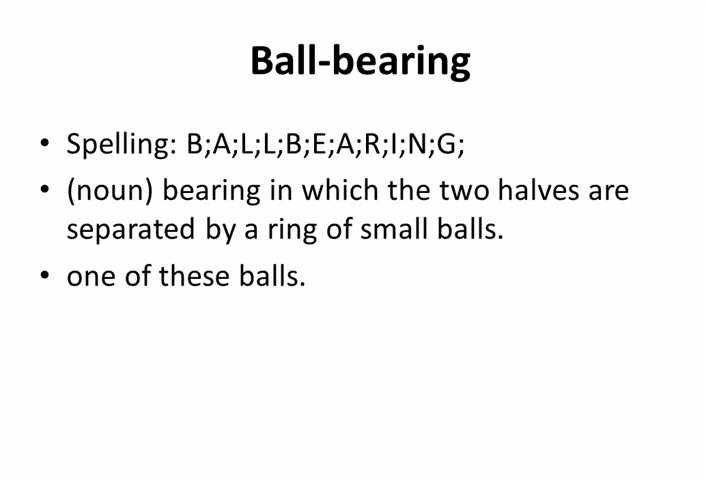 Ball-bearing
• Spelling: B;A;L;L;B;E;A;R;I;N;G;
• (noun) bearing in which the two halves are
separated by a ring of small balls.
• one of these balls.